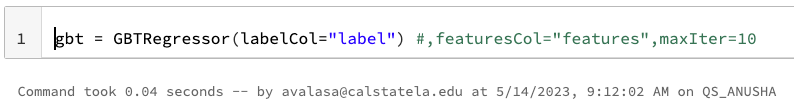 1 gbt = GBTRegressor(labelCol="label") #,featuresCol="features",maxIter=10
Command took 0.04 seconds -- by avalasa@calstatela.edu at 5/14/2023, 9:12:02 AM on QS_ANUSHA